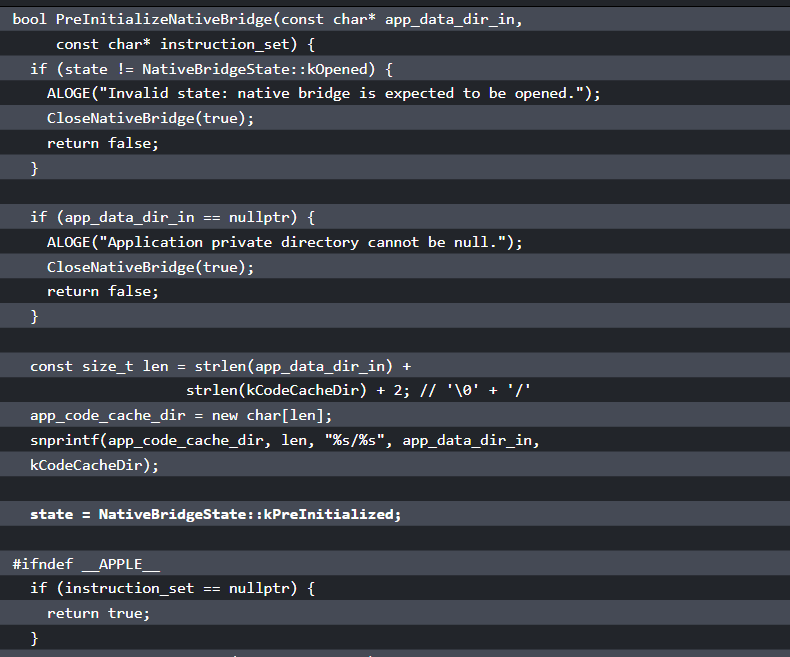 bool PreInitializeNativeBridge(const char* app_data_dir_in,
     const char* instruction_set) {
  if (state != NativeBridgeState::kOpened) {
    ALOGE("Invalid state: native bridge is expected to be opened.");
    CloseNativeBridge(true);
    return false;
  }

  if (app_data_dir_in == nullptr) {
    ALOGE("Application private directory cannot be null.");
    CloseNativeBridge(true);
    return false;
  }

  const size_t len = strlen(app_data_dir_in) +
                    strlen(kCodeCacheDir) + 2; // '\0' + '/'
  app_code_cache_dir = new char[len];
  snprintf(app_code_cache_dir, len, "%s/%s", app_data_dir_in,
  kCodeCacheDir);

  state = NativeBridgeState::kPreInitialized;

#ifndef __APPLE__
  if (instruction_set == nullptr) {
    return true;
  }